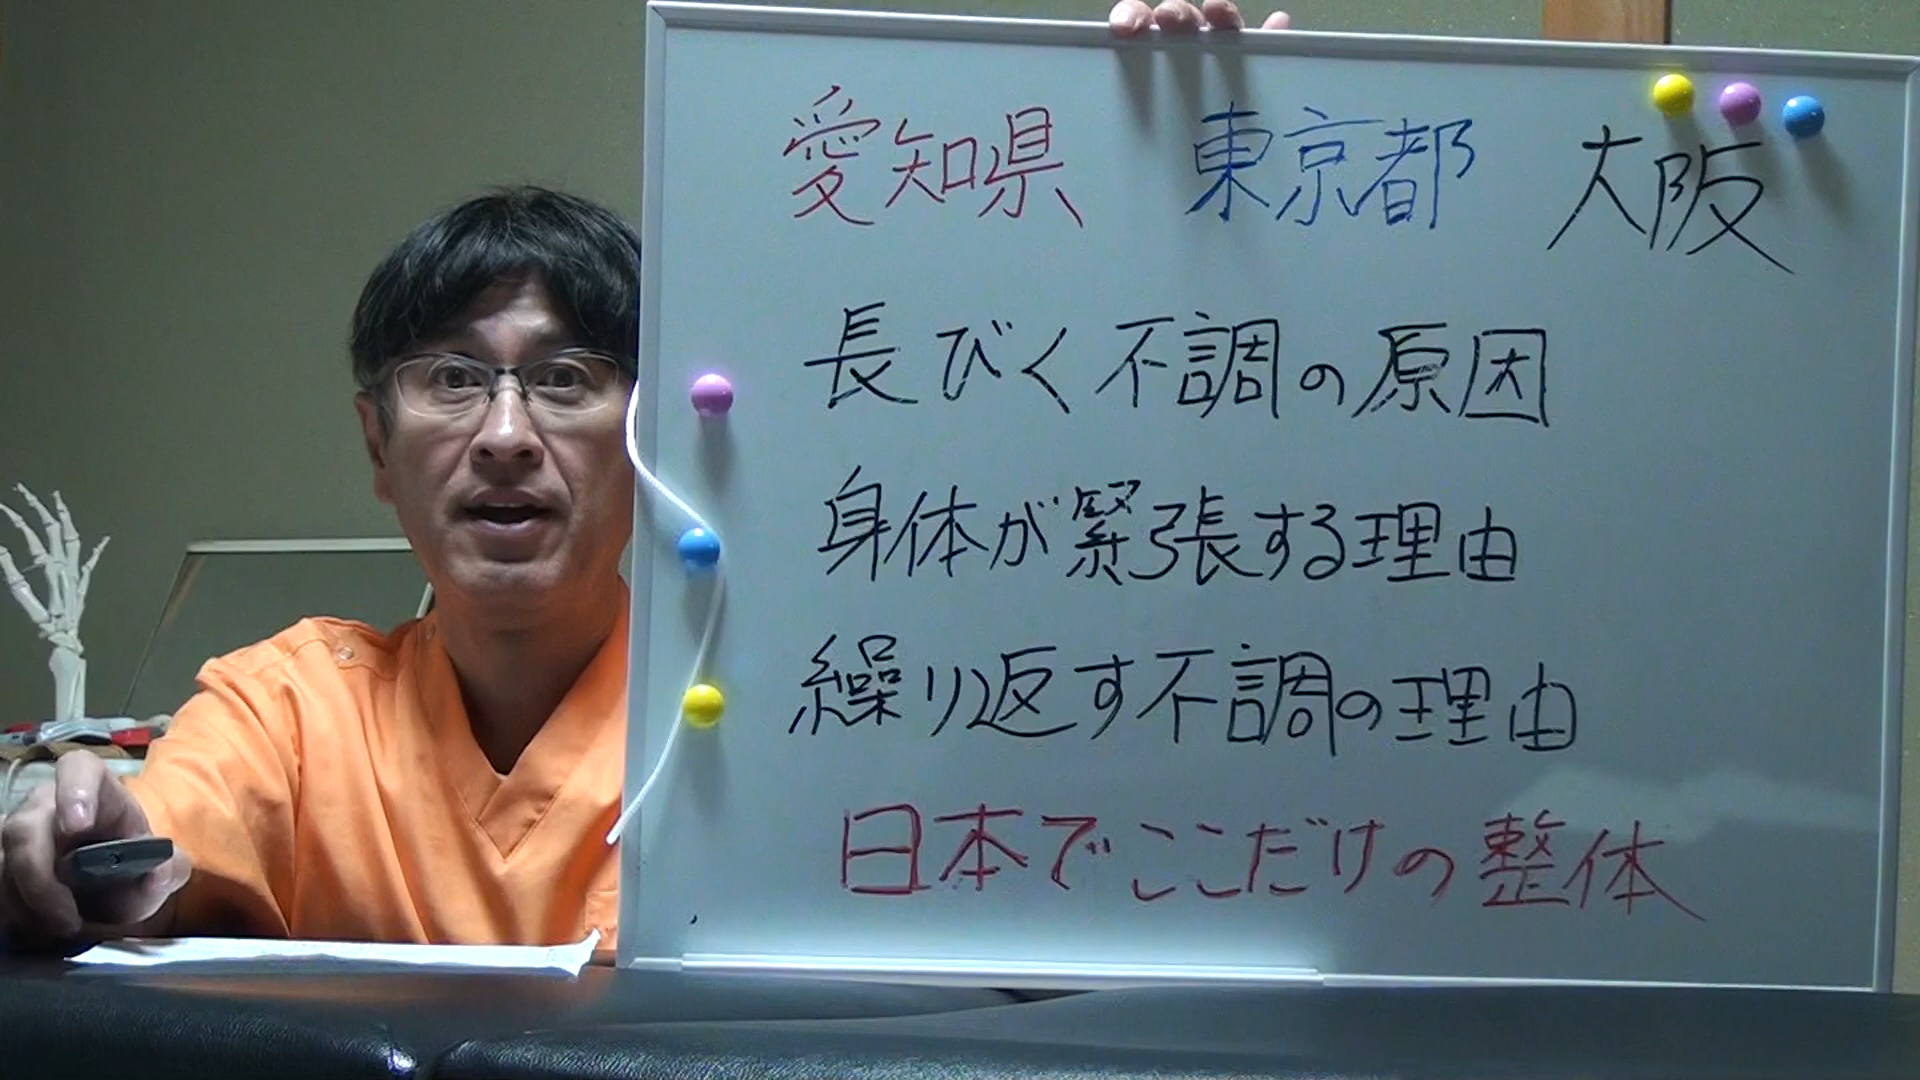 愛知県 東京都 大阪
長びく不調の原因
身体が緊張する理由
繰り返す不調の理由
日本でここだけの整体